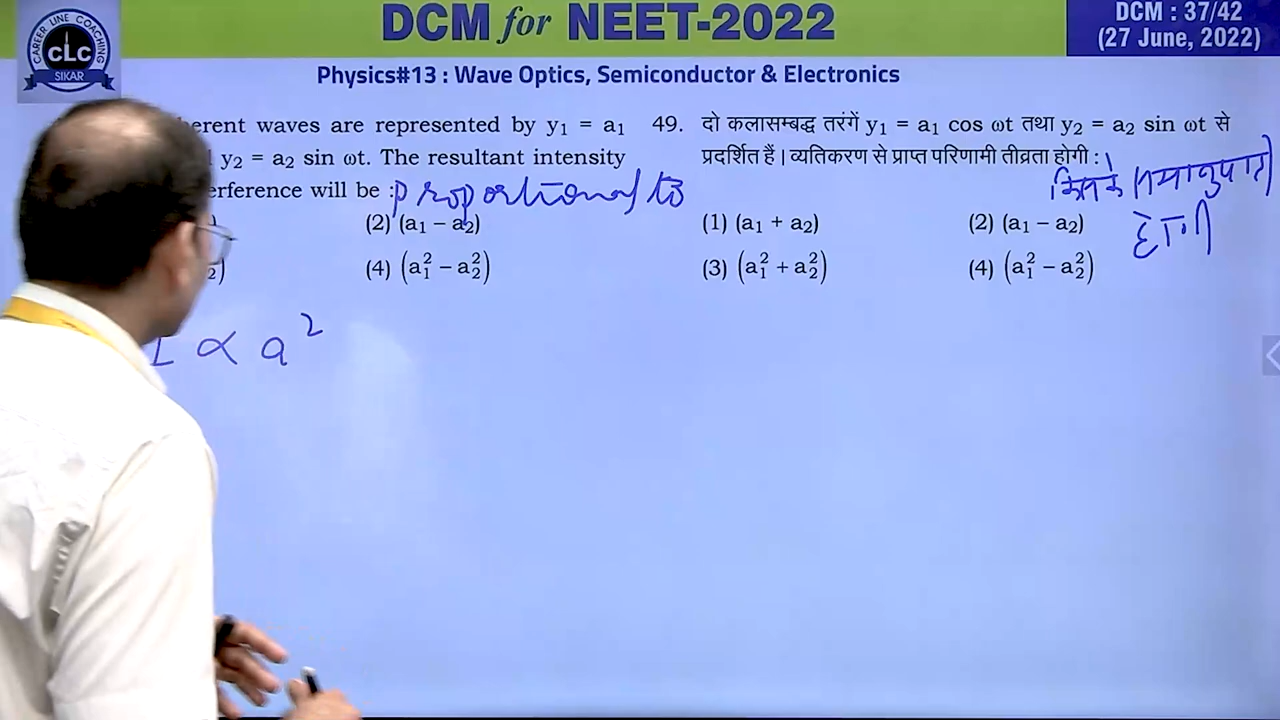 DCM for NEET-2022
DCM : 37/42
(27 June, 2022)
CAREER LINE COACHING
CLC
SIKAR
Physics#13 : Wave Optics, Semiconductor & Electronics
herent waves are represented by y₁ = a₁
y₂ = a₂ sin ωt. The resultant intensity
erference will be : proportional to
(2) (a₁ − a₂)
(4) (a₁² − a₂²)
I ∝ a²
49. दो कलासम्बद्ध तरंगें y₁ = a₁ cos ωt तथा y₂ = a₂ sin ωt से
प्रदर्शित हैं। व्यतिकरण से प्राप्त परिणामी तीव्रता होगी :
किसके समानुपाती
होगी
(1) (a₁ + a₂) (2) (a₁ − a₂)
(3) (a₁² + a₂²) (4) (a₁² − a₂²)